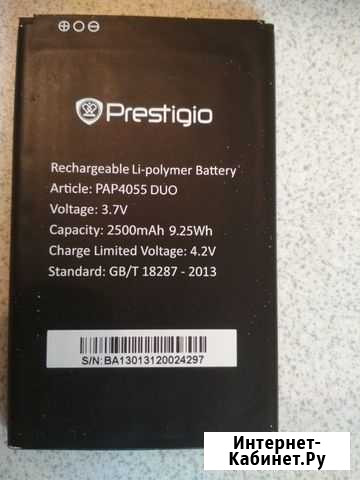 Prestigio
Rechargeable Li-polymer Battery
Article: PAP4055 DUO
Voltage: 3.7V
Capacity: 2500mAh 9.25Wh
Charge Limited Voltage: 4.2V
Standard: GB/T 18287 - 2013
S/N:BA13013120024297
Интернет-
Кабинет.Ру